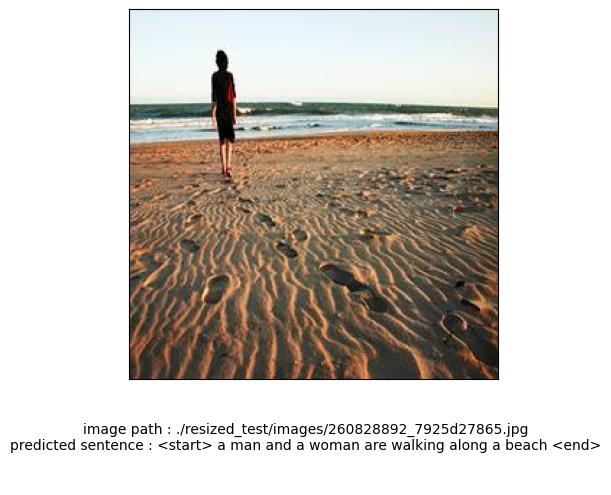 image path : ./resized_test/images/260828892_7925d27865.jpg
predicted sentence : <start> a man and a woman are walking along a beach <end>